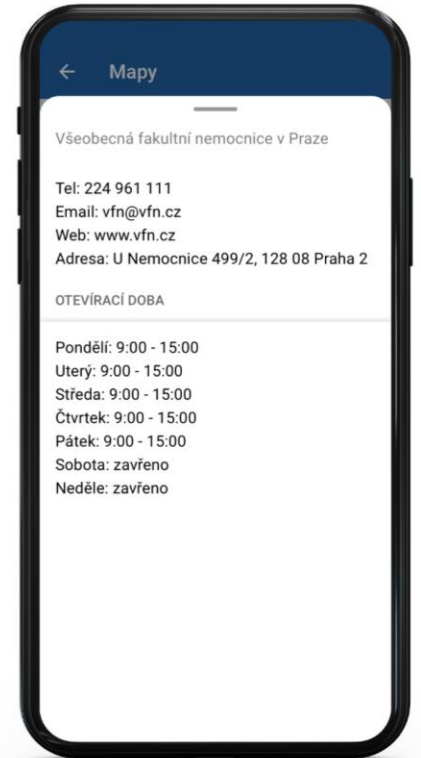 Mapy
Všeobecná fakultní nemocnice v Praze
Tel: 224 961 111
Email: vfn@vfn.cz
Web: www.vfn.cz
Adresa: U Nemocnice 499/2, 128 08 Praha 2
OTEVÍRACÍ DOBA
Pondělí: 9:00 - 15:00
Uterý: 9:00 - 15:00
Středa: 9:00 - 15:00
Čtvrtek: 9:00 - 15:00
Pátek: 9:00 - 15:00
Sobota: zavřeno
Neděle: zavřeno